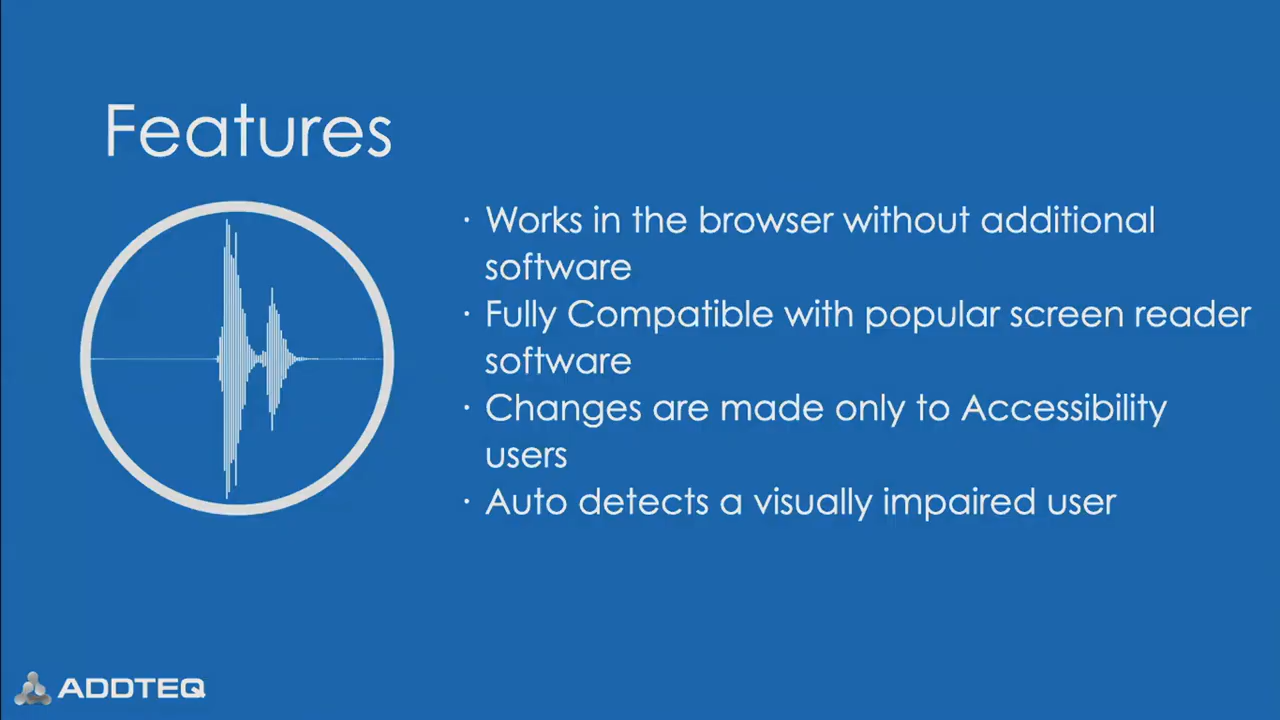 Features
· Works in the browser without additional
software
· Fully Compatible with popular screen reader
software
· Changes are made only to Accessibility
users
· Auto detects a visually impaired user
ADDTEQ